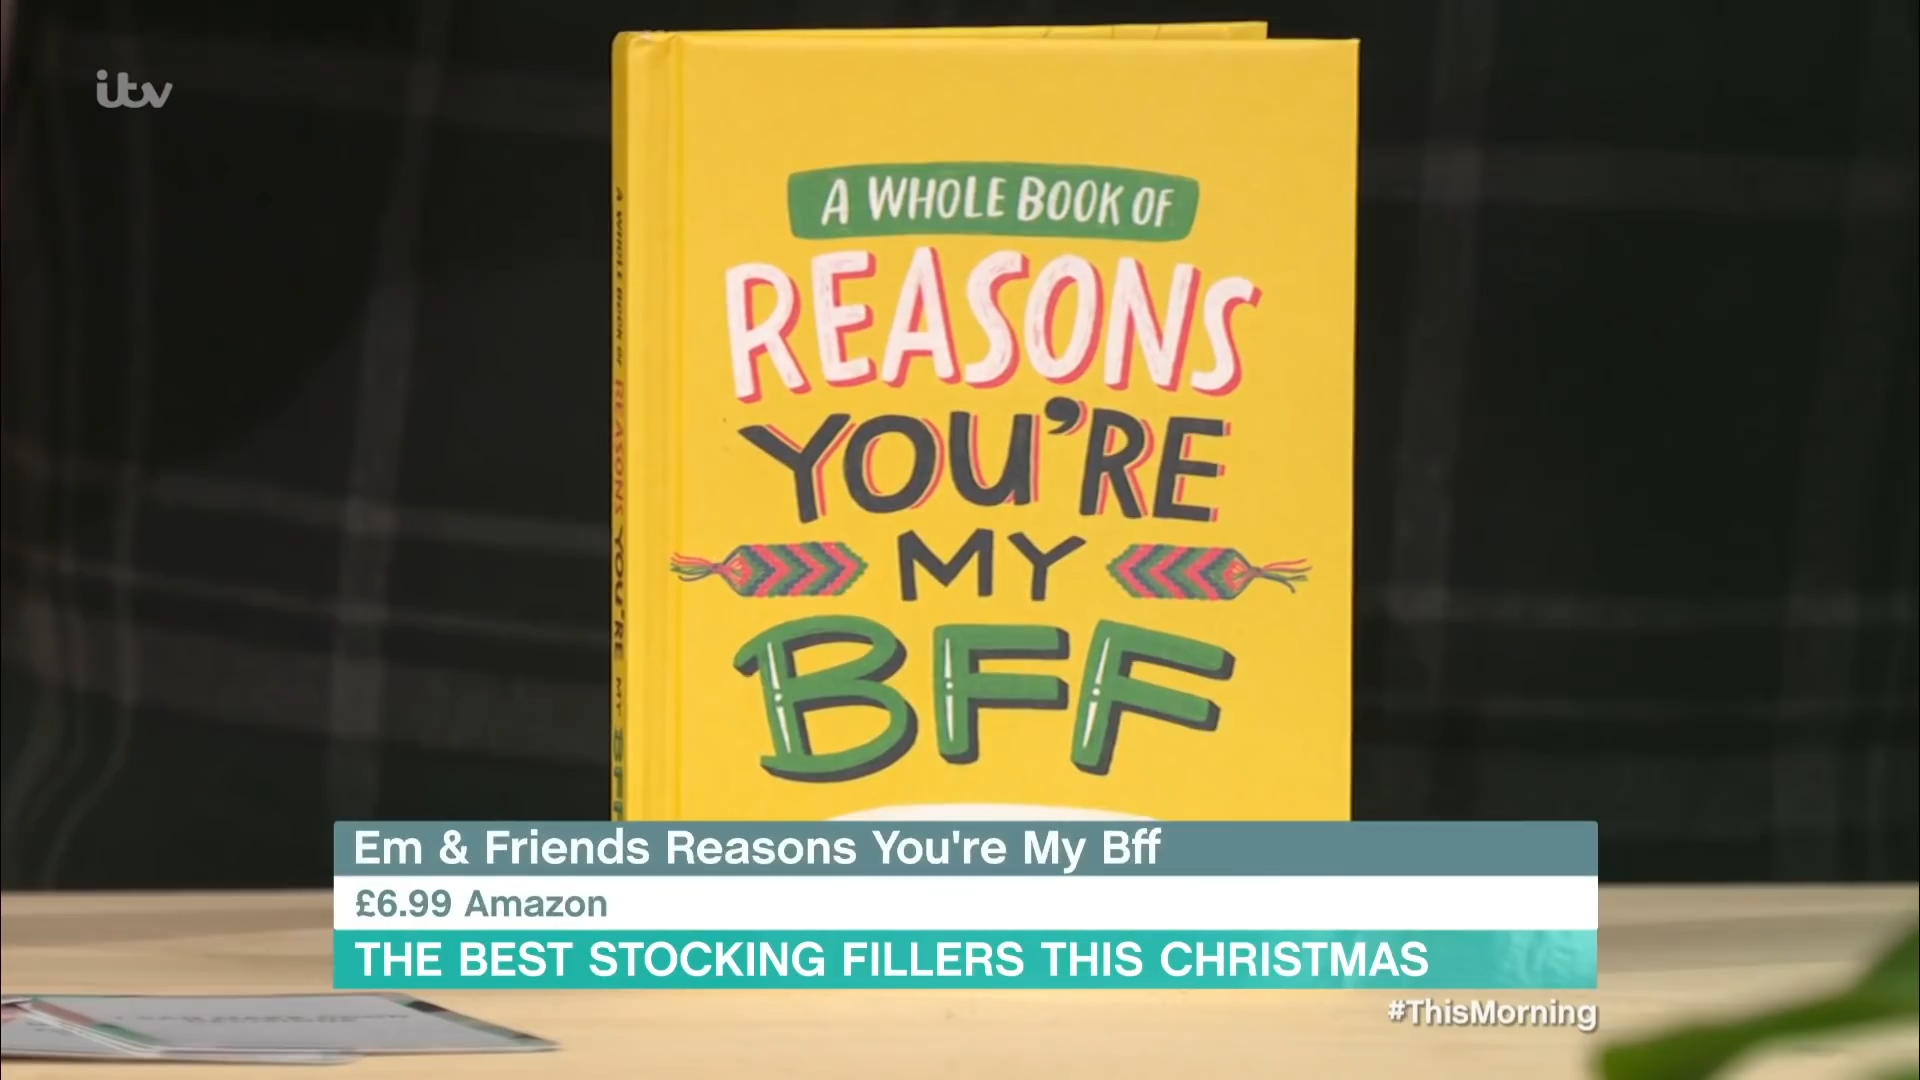 itv
A WHOLE BOOK OF
REASONS
YOU'RE
MY
BFF
A WHOLE BOOK OF REASONS YOU'RE MY BFF
Em & Friends Reasons You're My Bff
£6.99 Amazon
THE BEST STOCKING FILLERS THIS CHRISTMAS
#ThisMorning